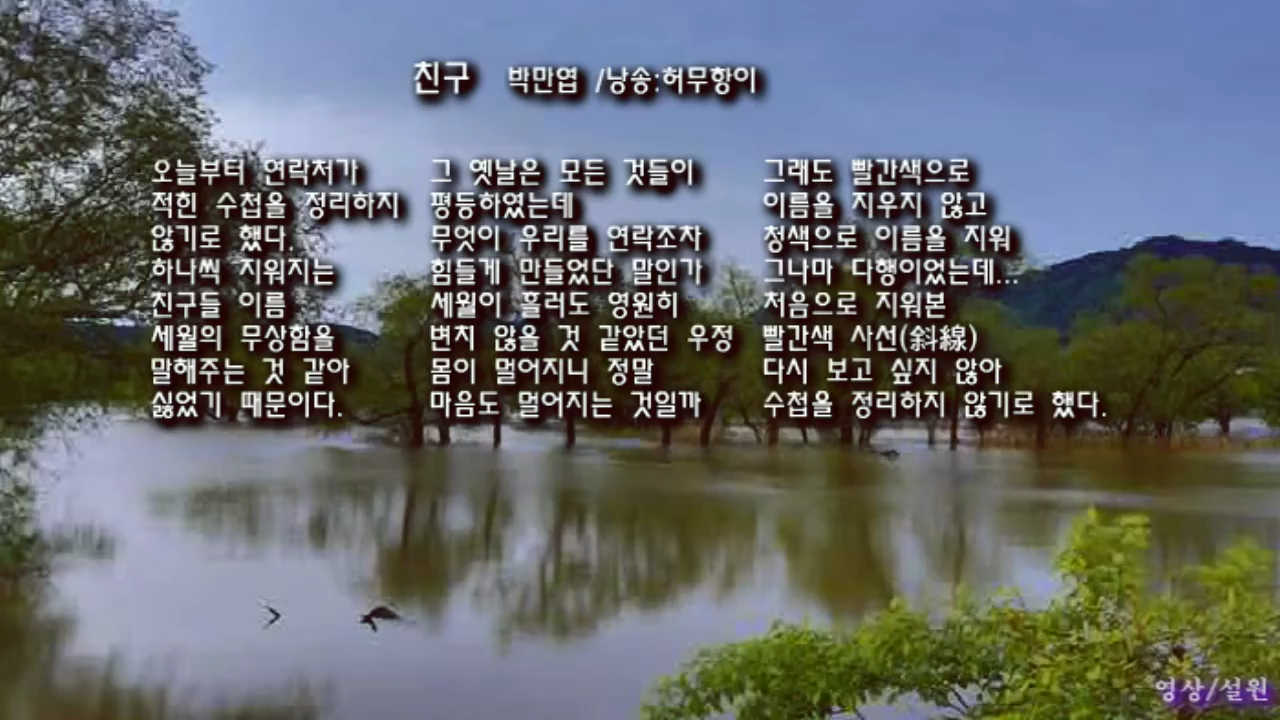 친구 박만엽 /낭송:허무항이
오늘부터 연락처가
적힌 수첩을 정리하지
않기로 했다.
하나씩 지워지는
친구들 이름
세월의 무상함을
말해주는 것 같아
싫었기 때문이다.
그 옛날은 모든 것들이
평등하였는데
무엇이 우리를 연락조차
힘들게 만들었단 말인가
세월이 흘러도 영원히
변치 않을 것 같았던 우정
몸이 멀어지니 정말
마음도 멀어지는 것일까
그래도 빨간색으로
이름을 지우지 않고
청색으로 이름을 지워
그나마 다행이었는데...
처음으로 지워본
빨간색 사선(斜線)
다시 보고 싶지 않아
수첩을 정리하지 않기로 했다.
영상/설원